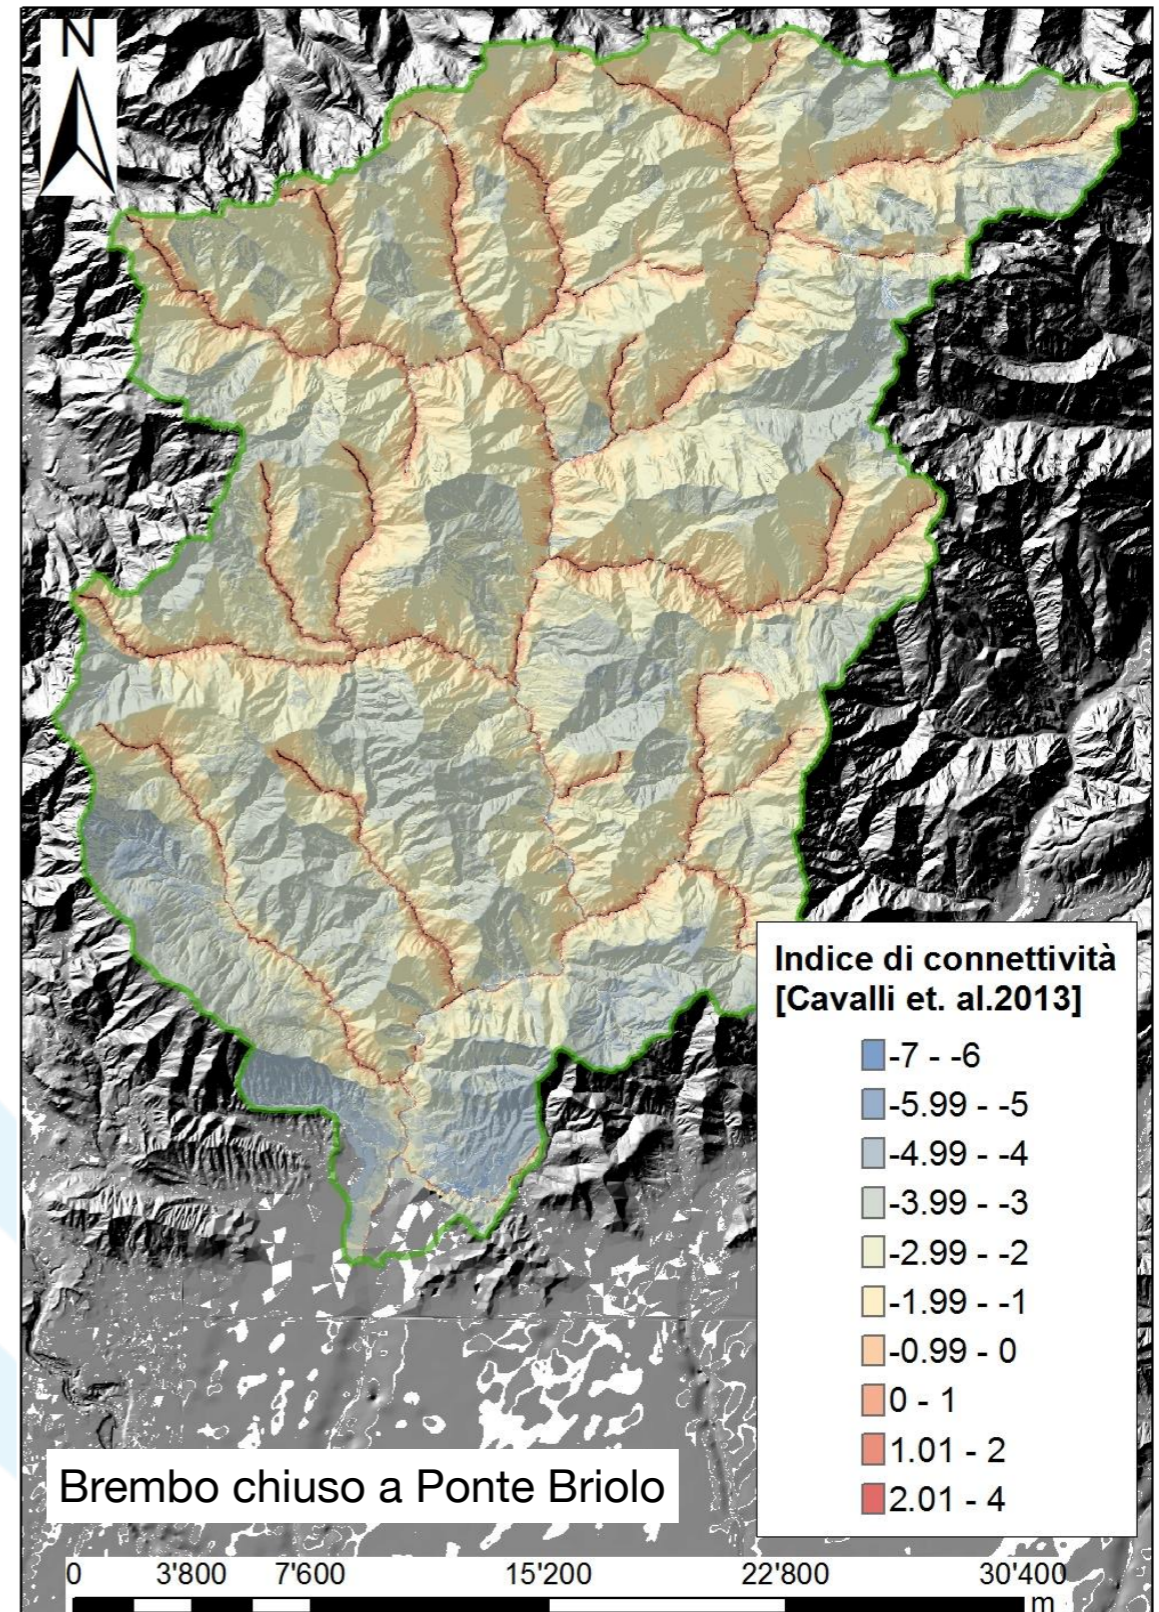 N
Indice di connettività
[Cavalli et. al.2013]
-7 - -6
-5.99 - -5
-4.99 - -4
-3.99 - -3
-2.99 - -2
-1.99 - -1
-0.99 - 0
0 - 1
1.01 - 2
2.01 - 4
Brembo chiuso a Ponte Briolo
0 3'800 7'600 15'200 22'800 30'400
m